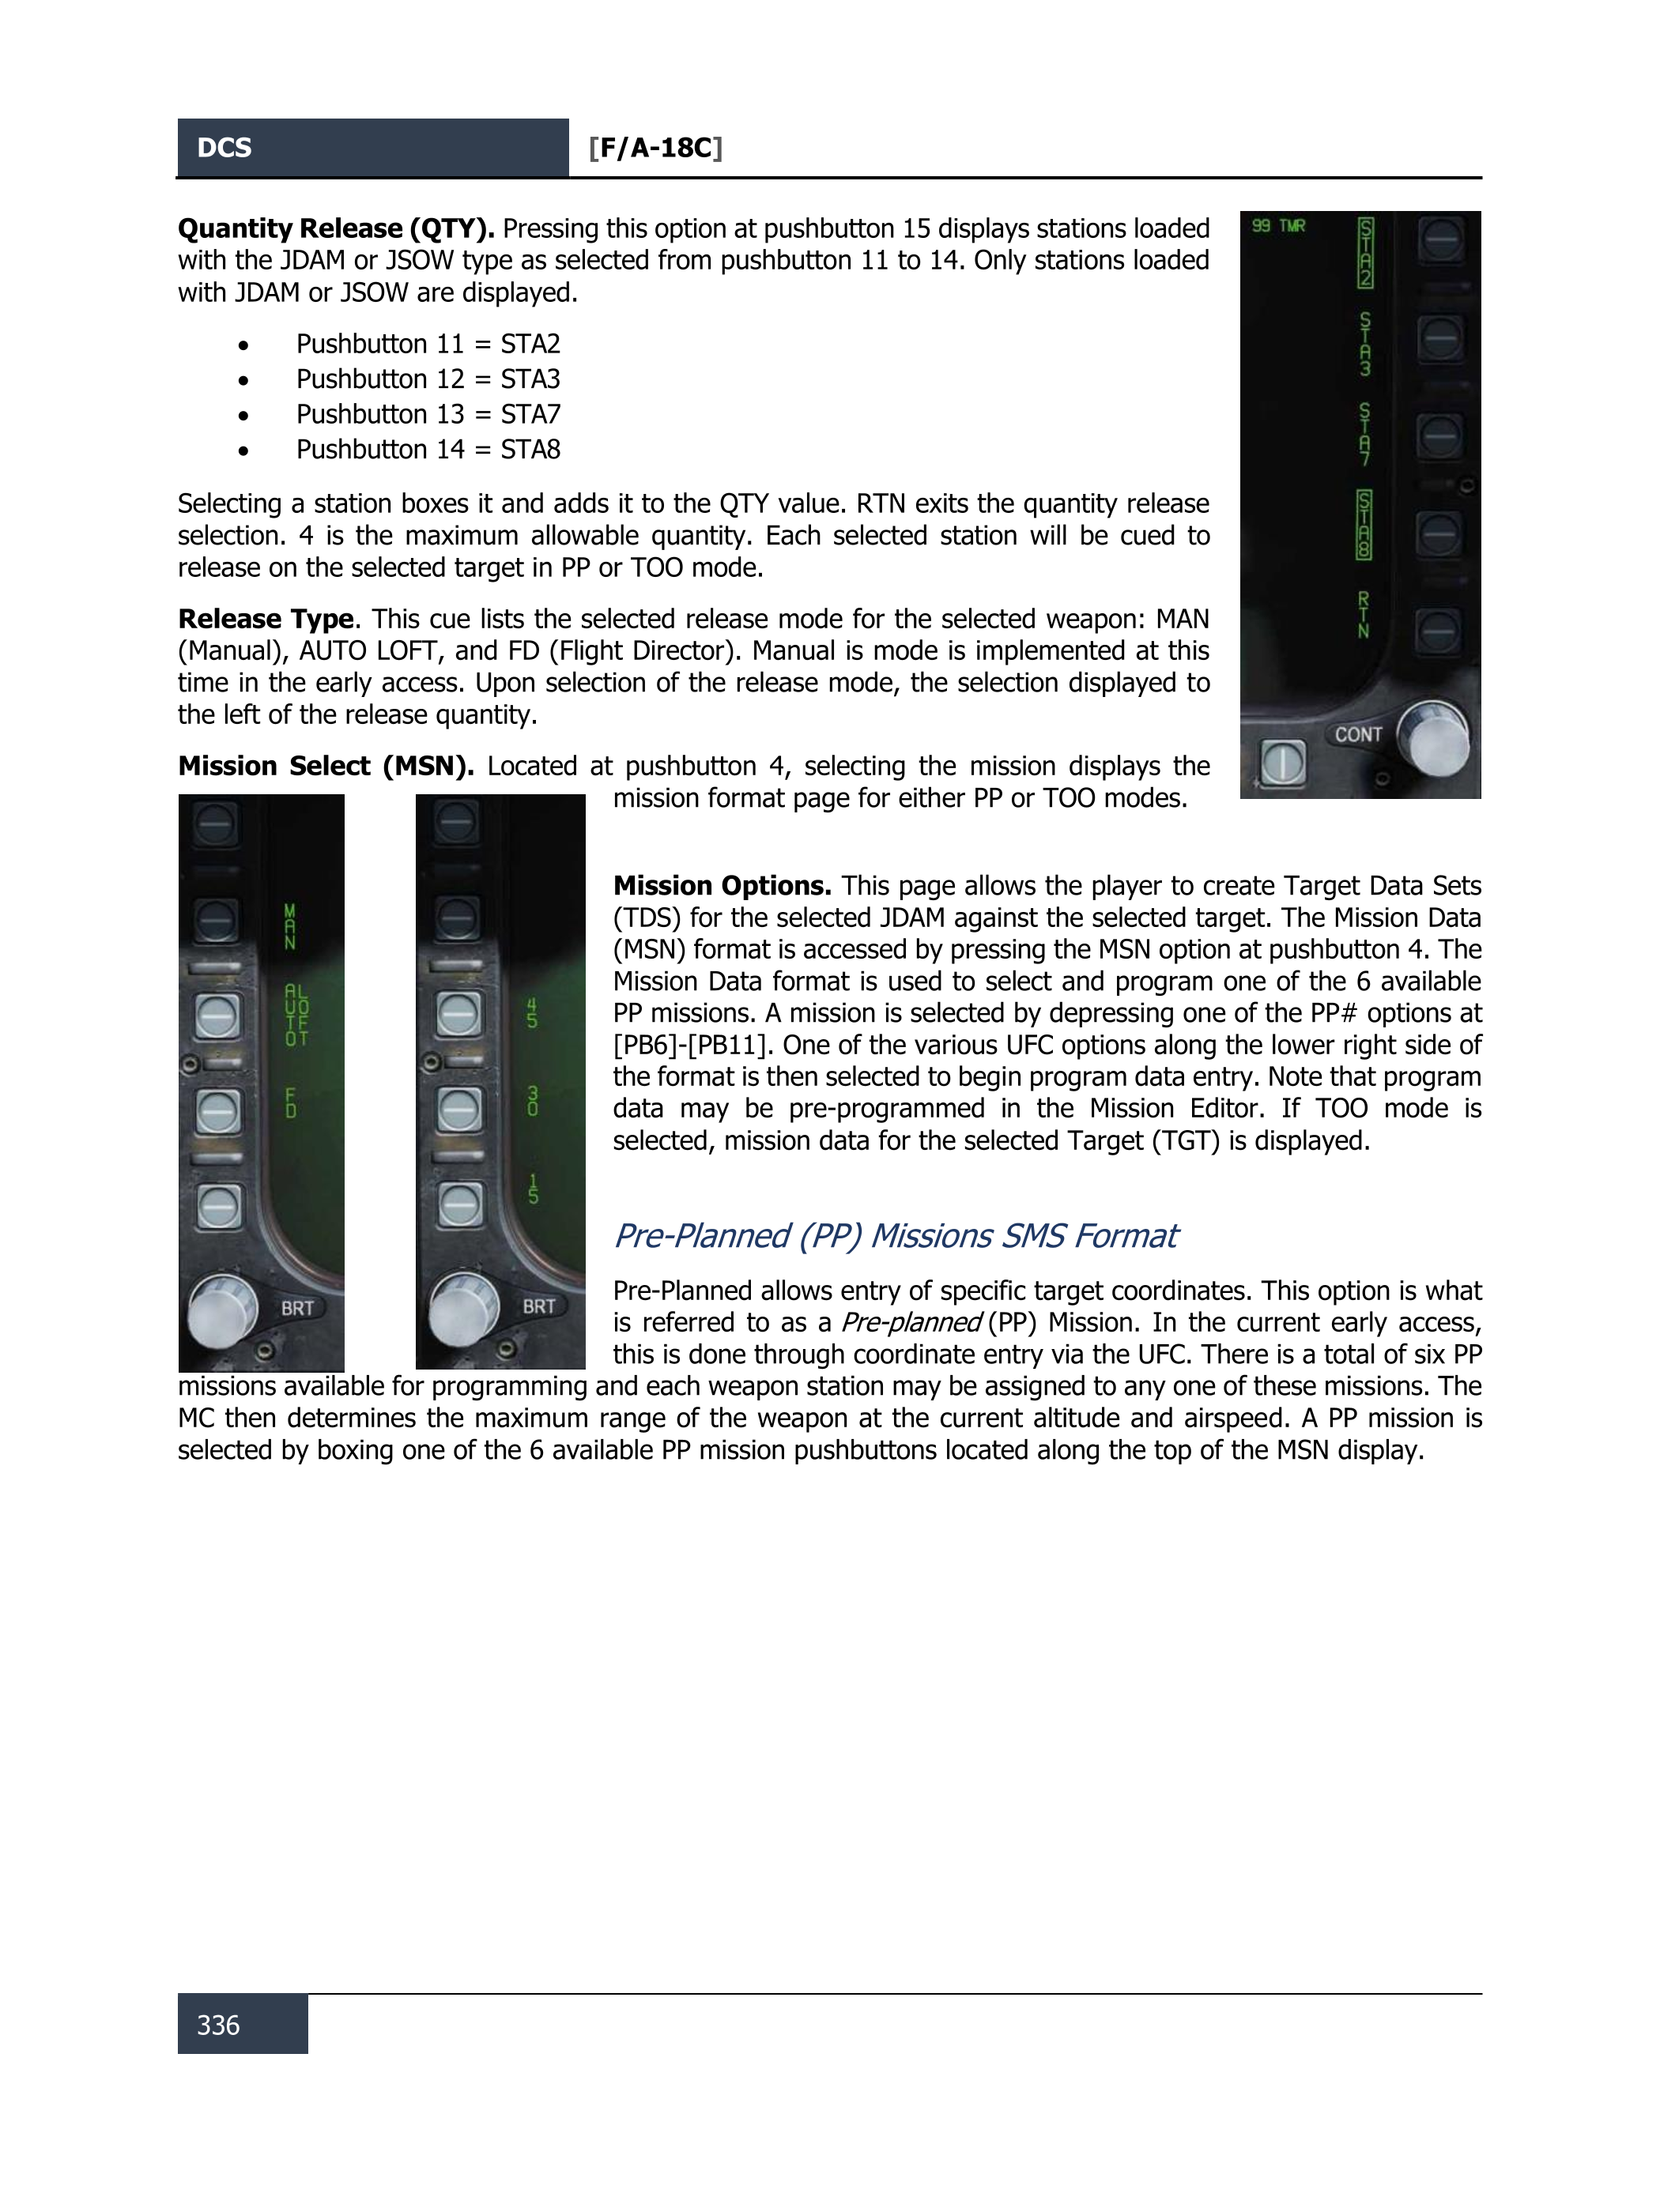 DCS
[F/A-18C]
Quantity Release (QTY). Pressing this option at pushbutton 15 displays stations loaded
with the JDAM or JSOW type as selected from pushbutton 11 to 14. Only stations loaded
with JDAM or JSOW are displayed.
• Pushbutton 11 = STA2
• Pushbutton 12 = STA3
• Pushbutton 13 = STA7
• Pushbutton 14 = STA8
Selecting a station boxes it and adds it to the QTY value. RTN exits the quantity release
selection. 4 is the maximum allowable quantity. Each selected station will be cued to
release on the selected target in PP or TOO mode.
Release Type. This cue lists the selected release mode for the selected weapon: MAN
(Manual), AUTO LOFT, and FD (Flight Director). Manual is mode is implemented at this
time in the early access. Upon selection of the release mode, the selection displayed to
the left of the release quantity.
99 TMR
STA2
STA3
STA7
STA8
RTN
CONT
Mission Select (MSN). Located at pushbutton 4, selecting the mission displays the
mission format page for either PP or TOO modes.
MAN
AUTO
LOFT
FD
BRT
45
30
15
BRT
Mission Options. This page allows the player to create Target Data Sets
(TDS) for the selected JDAM against the selected target. The Mission Data
(MSN) format is accessed by pressing the MSN option at pushbutton 4. The
Mission Data format is used to select and program one of the 6 available
PP missions. A mission is selected by depressing one of the PP# options at
[PB6]-[PB11]. One of the various UFC options along the lower right side of
the format is then selected to begin program data entry. Note that program
data may be pre-programmed in the Mission Editor. If TOO mode is
selected, mission data for the selected Target (TGT) is displayed.
Pre-Planned (PP) Missions SMS Format
Pre-Planned allows entry of specific target coordinates. This option is what
is referred to as a Pre-planned (PP) Mission. In the current early access,
this is done through coordinate entry via the UFC. There is a total of six PP
missions available for programming and each weapon station may be assigned to any one of these missions. The
MC then determines the maximum range of the weapon at the current altitude and airspeed. A PP mission is
selected by boxing one of the 6 available PP mission pushbuttons located along the top of the MSN display.
336